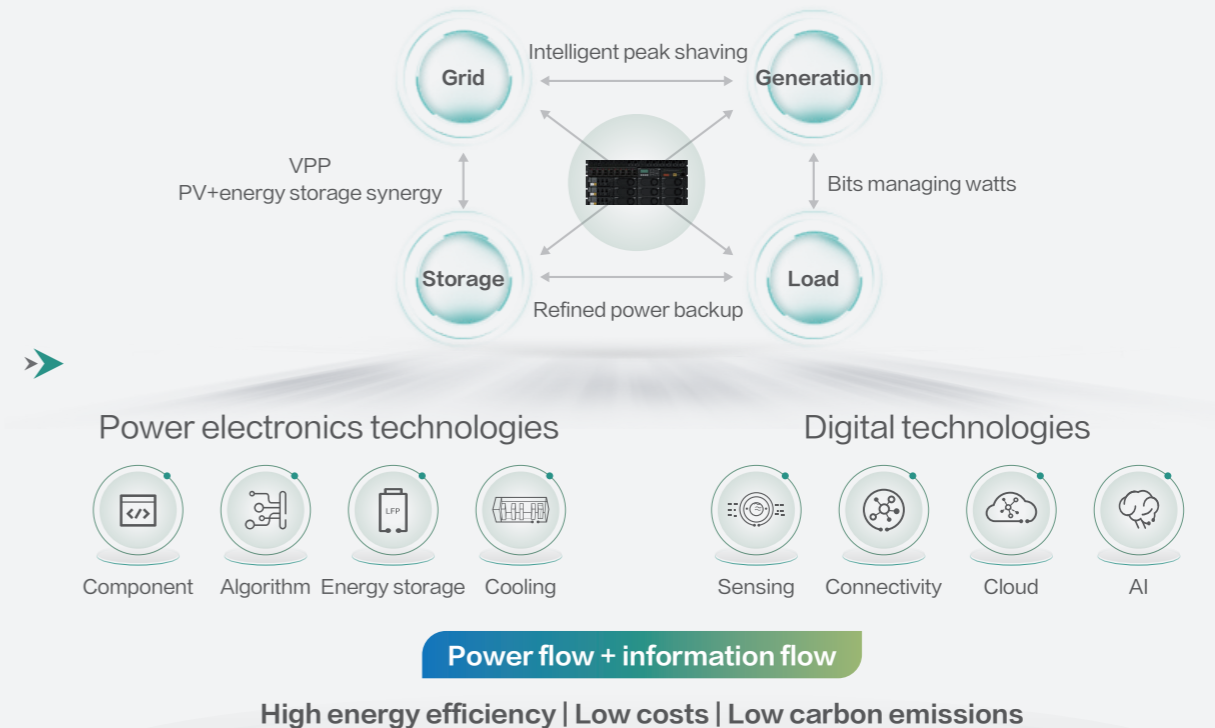 Intelligent peak shaving
Grid
Generation
VPP
PV+energy storage synergy
Bits managing watts
Storage
Load
Refined power backup
Power electronics technologies
Digital technologies
</>
LFP
Component
Algorithm
Energy storage
Cooling
Sensing
Connectivity
Cloud
AI
Power flow + information flow
High energy efficiency | Low costs | Low carbon emissions